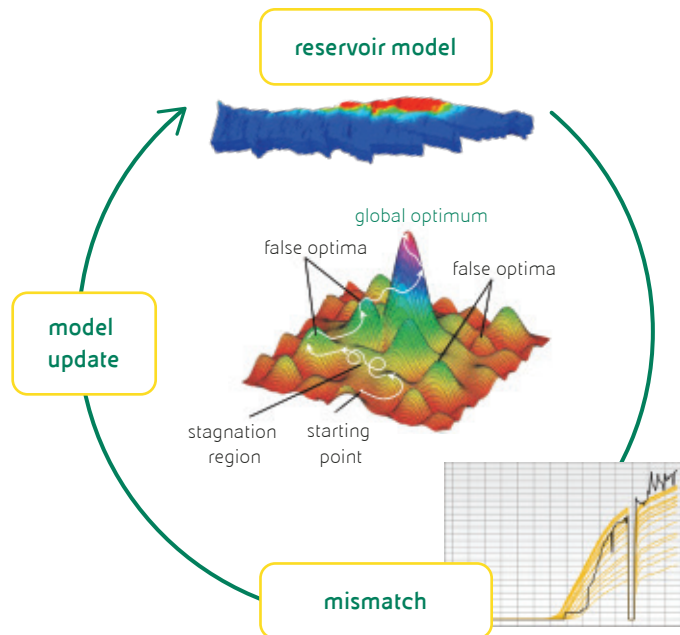 reservoir model
global optimum
false optima
false optima
model
update
stagnation
region
starting
point
mismatch